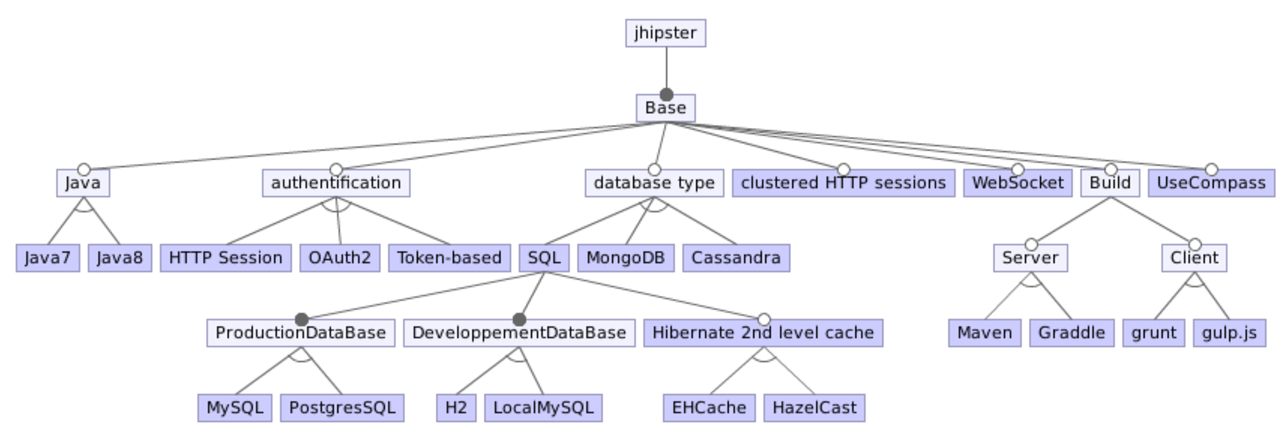 jhipster
Base
Java
authentification
database type
clustered HTTP sessions
WebSocket
Build
UseCompass
Java7
Java8
HTTP Session
OAuth2
Token-based
SQL
MongoDB
Cassandra
Server
Client
ProductionDataBase
DeveloppementDataBase
Hibernate 2nd level cache
Maven
Graddle
grunt
gulp.js
MySQL
PostgresSQL
H2
LocalMySQL
EHCache
HazelCast